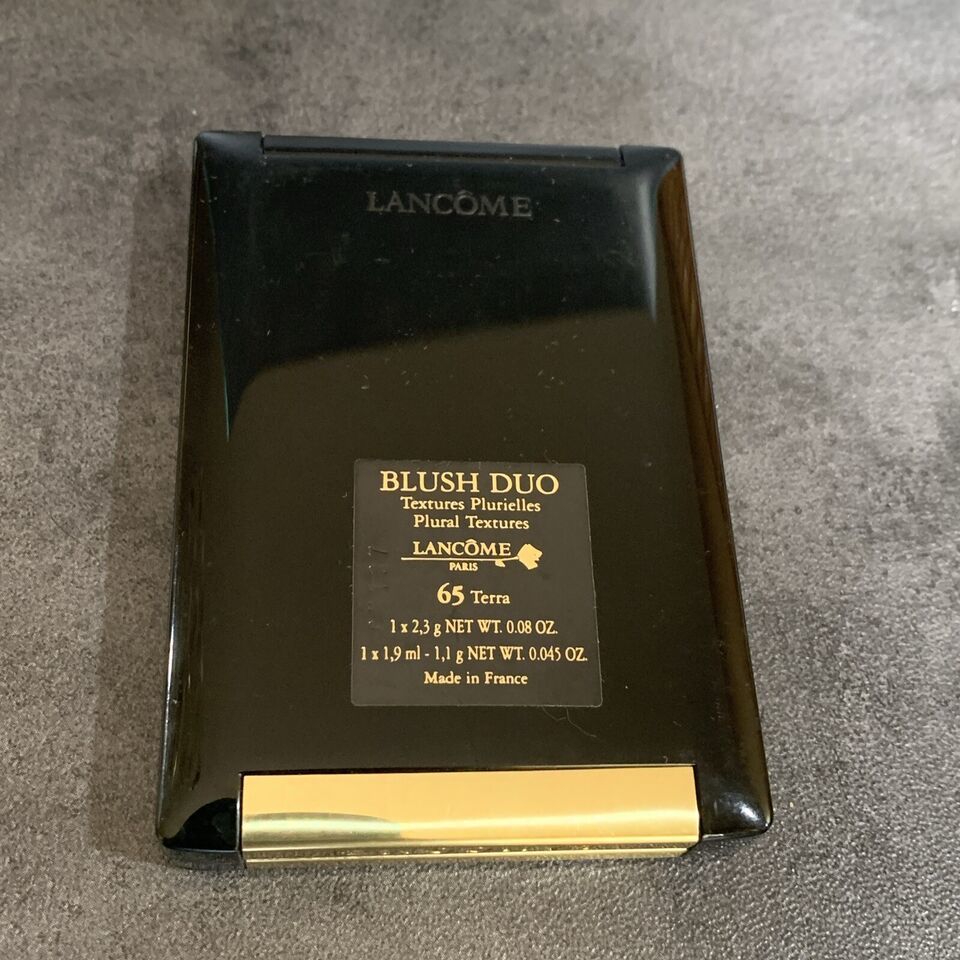 LANCÔME
BLUSH DUO
Textures Plurielles
Plural Textures
LANCÔME
PARIS
65 Terra
1 x 2,3 g NET WT. 0.08 OZ.
1 x 1,9 ml - 1,1 g NET WT. 0.045 OZ.
Made in France